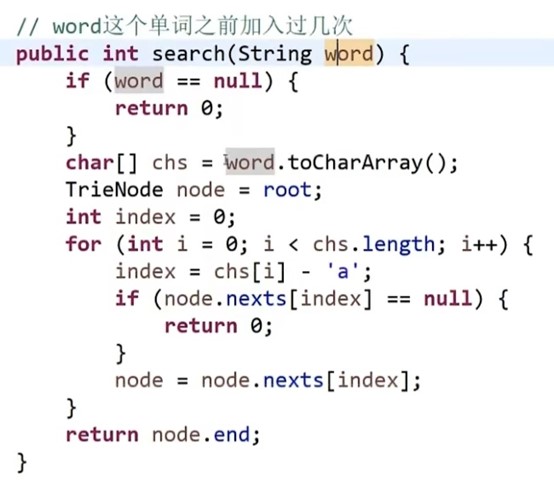 // word这个单词之前加入过几次
public int search(String word) {
    if (word == null) {
        return 0;
    }
    char[] chs = word.toCharArray();
    TrieNode node = root;
    int index = 0;
    for (int i = 0; i < chs.length; i++) {
        index = chs[i] - 'a';
        if (node.nexts[index] == null) {
            return 0;
        }
        node = node.nexts[index];
    }
    return node.end;
}